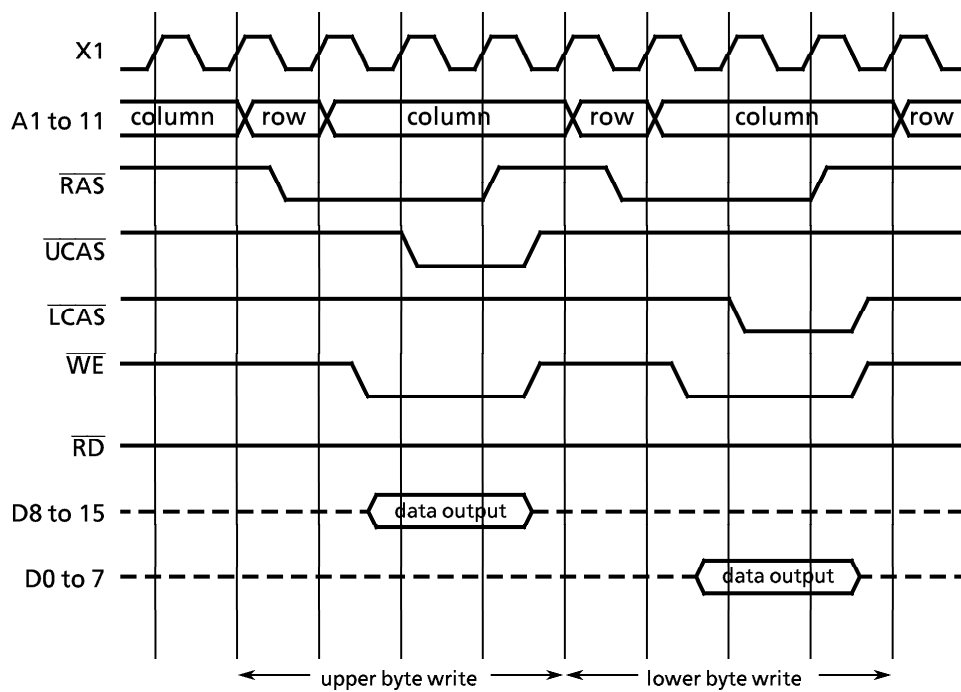 X1
A1 to 11 column row column row column row
RAS
UCAS
LCAS
WE
RD
D8 to 15 data output
D0 to 7 data output
upper byte write lower byte write